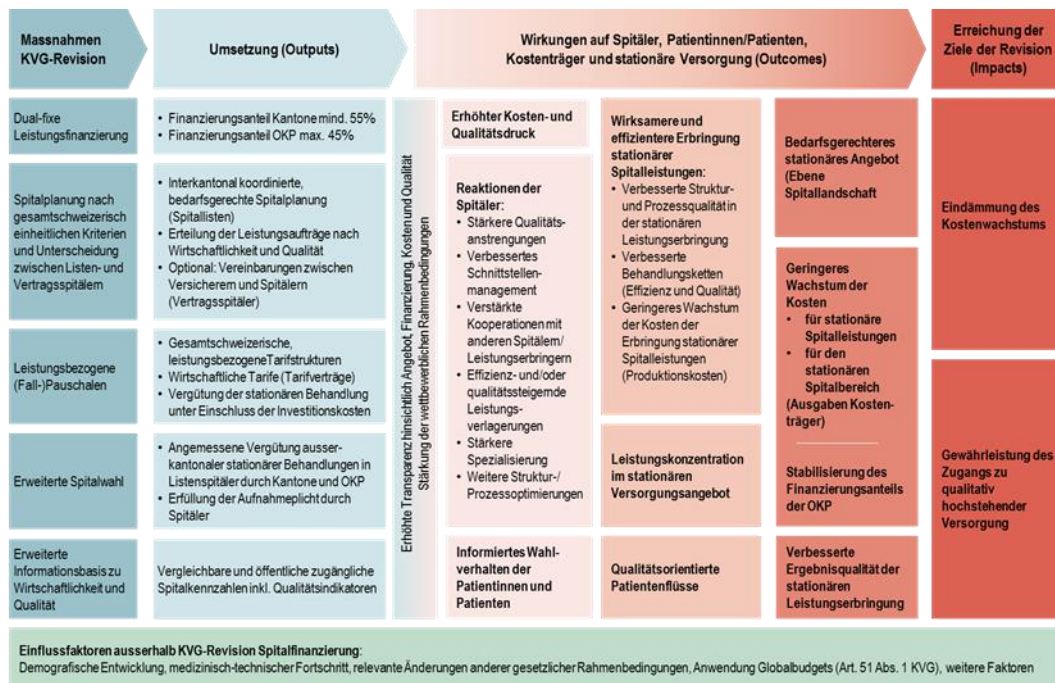 Massnahmen
KVG-Revision
Umsetzung (Outputs)
Wirkungen auf Spitäler, Patientinnen/Patienten,
Kostenträger und stationäre Versorgung (Outcomes)
Erreichung der
Ziele der Revision
(Impacts)
Dual-fixe
Leistungsfinanzierung
• Finanzierungsanteil Kantone mind. 55%
• Finanzierungsanteil OKP max. 45%
Spitalplanung nach
gesamtschweizerisch
einheitlichen Kriterien
und Unterscheidung
zwischen Listen- und
Vertragsspitälern
• Interkantonal koordinierte,
bedarfsgerechte Spitalplanung
(Spitallisten)
• Erteilung der Leistungsaufträge nach
Wirtschaftlichkeit und Qualität
• Optional: Vereinbarungen zwischen
Versicherern und Spitälern
(Vertragsspitäler)
Leistungsbezogene
(Fall-)Pauschalen
• Gesamtschweizerische,
leistungsbezogene Tarifstrukturen
• Wirtschaftliche Tarife (Tarifverträge)
• Vergütung der stationären Behandlung
unter Einschluss der Investitionskosten
Erweiterte Spitalwahl
• Angemessene Vergütung ausser-
kantonaler stationärer Behandlungen in
Listenspitäler durch Kantone und OKP
• Erfüllung der Aufnahmeplicht durch
Spitäler
Erweiterte
Informationsbasis zu
Wirtschaftlichkeit und
Qualität
Vergleichbare und öffentliche zugängliche
Spitalkennzahlen inkl. Qualitätsindikatoren
Erhöhte Transparenz hinsichtlich Angebot, Finanzierung, Kosten und Qualität
Stärkung der wettbewerblichen Rahmenbedingungen
Erhöhter Kosten- und
Qualitätsdruck
Reaktionen der
Spitäler:
• Stärkere Qualitäts-
anstrengungen
• Verbessertes
Schnittstellen-
management
• Verstärkte
Kooperationen mit
anderen Spitälern/
Leistungserbringern
• Effizienz- und/oder
qualitätssteigernde
Leistungs-
verlagerungen
• Stärkere
Spezialisierung
• Weitere Struktur-/
Prozessoptimierungen
Informiertes Wahl-
verhalten der
Patientinnen und
Patienten
Wirksamere und
effizientere Erbringung
stationärer
Spitalleistungen:
• Verbesserte Struktur-
und Prozessqualität in
der stationären
Leistungserbringung
• Verbesserte
Behandlungsketten
(Effizienz und Qualität)
• Geringeres Wachstum
der Kosten der
Erbringung stationärer
Spitalleistungen
(Produktionskosten)
Leistungskonzentration
im stationären
Versorgungsangebot
Qualitätsorientierte
Patientenflüsse
Bedarfsgerechteres
stationäres Angebot
(Ebene
Spitallandschaft
Geringeres
Wachstum der
Kosten
• für stationäre
Spitalleistungen
• für den
stationären
Spitalbereich
(Ausgaben Kosten-
träger)
Stabilisierung des
Finanzierungsanteils
der OKP
Verbesserte
Ergebnisqualität der
stationären
Leistungserbringung
Eindämmung des
Kostenwachstums
Gewährleistung des
Zugangs zu
qualitativ
hochstehender
Versorgung
Einflussfaktoren ausserhalb KVG-Revision Spitalfinanzierung:
Demografische Entwicklung, medizinisch-technischer Fortschritt, relevante Änderungen anderer gesetzlicher Rahmenbedingungen, Anwendung Globalbudgets (Art. 51 Abs. 1 KVG), weitere Faktoren